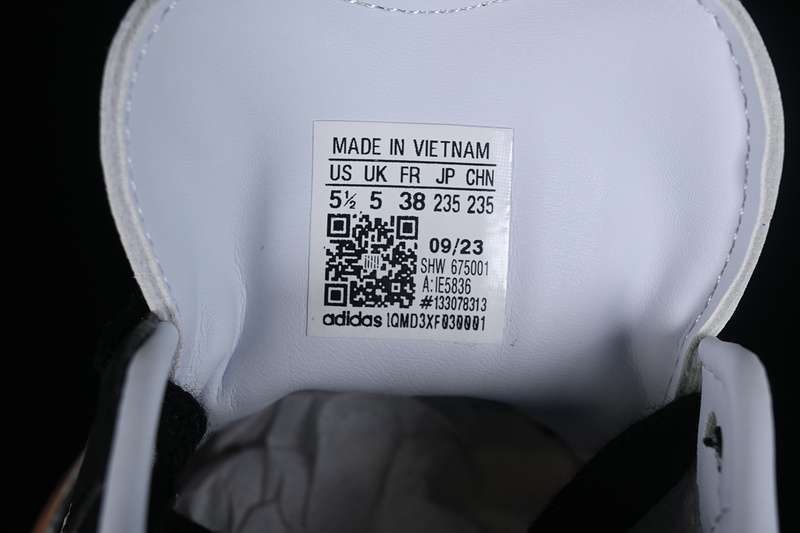 MADE IN VIETNAM
US UK FR JP CHN
5½ 5 38 235 235
09/23
SHW 675001
A:IE5836
#133078313
adidas IQMD3XF030001